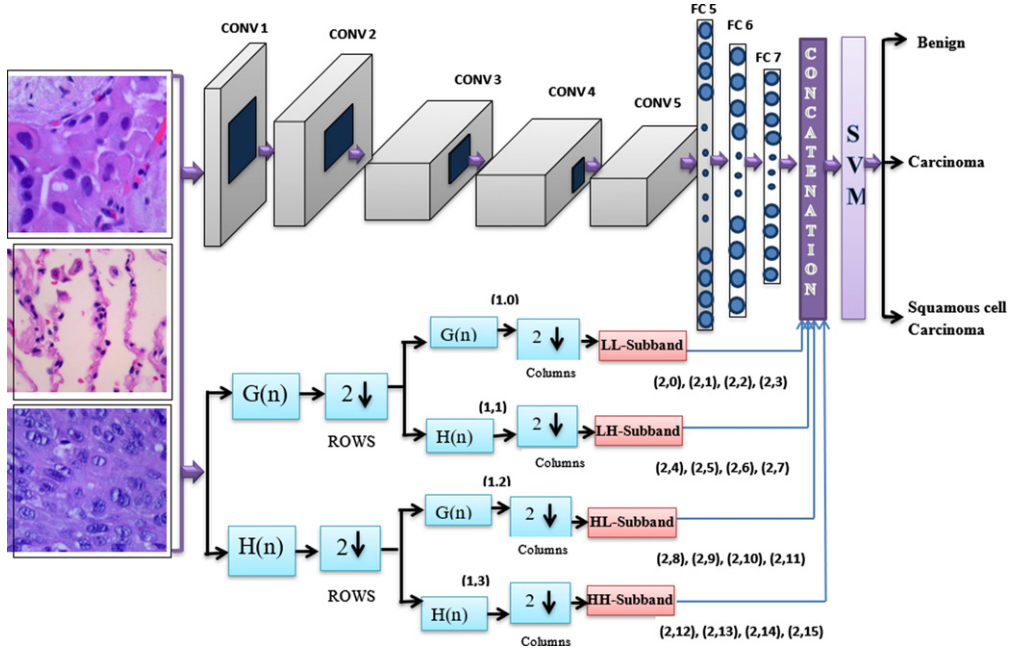 CONV 1
CONV 2
CONV 3
CONV 4
CONV 5
FC 5
FC 6
FC 7
CONCATENATION
SVM
Benign
Carcinoma
Squamous cell
Carcinoma
G(n)
2
ROWS
(1.0)
G(n)
2
Columns
LL-Subband
(2,0), (2,1), (2,2), (2,3)
(1,1)
H(n)
2
Columns
LH-Subband
(2,4), (2,5), (2,6), (2,7)
H(n)
2
ROWS
(1.2)
G(n)
2
Columns
HL-Subband
(2,8), (2,9), (2,10), (2,11)
(1,3)
H(n)
2
Columns
HH-Subband
(2,12), (2,13), (2,14), (2,15)